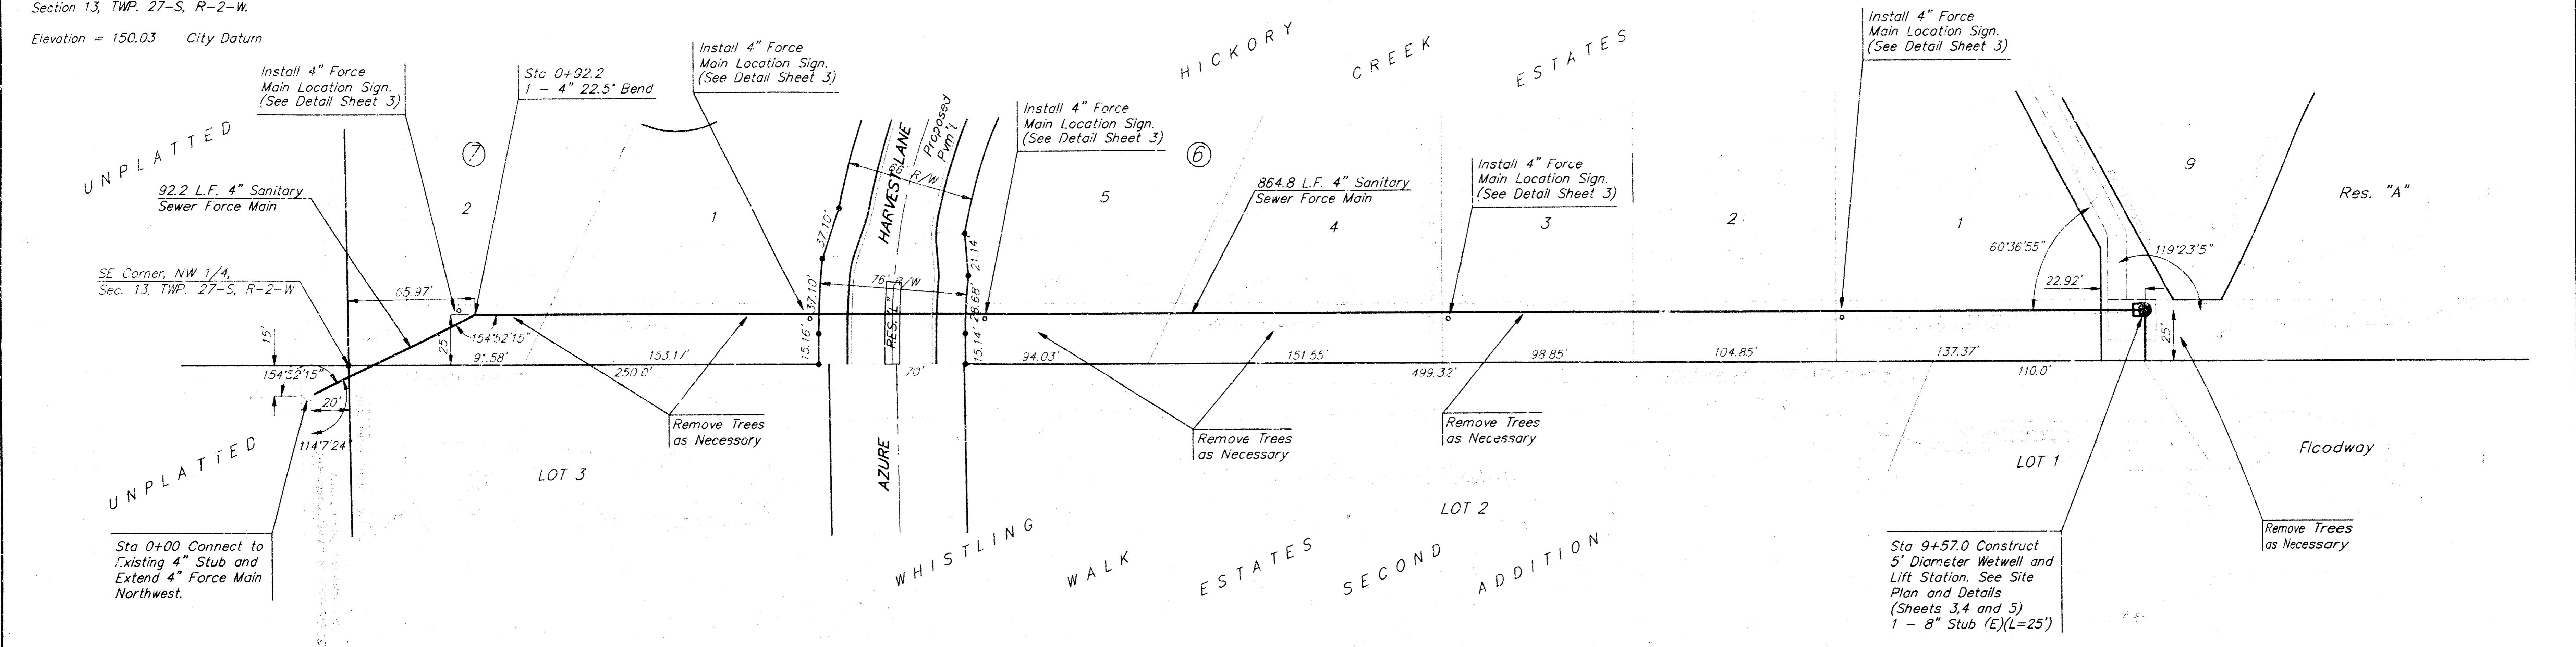 Section 13, TWP. 27-S, R-2-W.
Elevation = 150.03 City Datum
Install 4" Force
Main Location Sign.
(See Detail Sheet 3)
Sta 0+92.2
1 - 4" 22.5° Bend
Install 4" Force
Main Location Sign.
(See Detail Sheet 3)
HICKORY CREEK ESTATES
Install 4" Force
Main Location Sign.
(See Detail Sheet 3)
UNPLATTED
7
92.2 L.F. 4" Sanitary
Sewer Force Main
2
1
HARVEST LANE
Proposed
Pvm't
R/W
Install 4" Force
Main Location Sign.
(See Detail Sheet 3)
6
5
864.8 L.F. 4" Sanitary
Sewer Force Main
4
Install 4" Force
Main Location Sign.
(See Detail Sheet 3)
3
2
1
9
Res. "A"
60°36'55"
119°23'5"
22.92'
SE Corner, NW 1/4,
Sec. 13, TWP. 27-S, R-2-W
65.97'
37.10'
37.10'
15.16'
76' R/W
21.14'
28.68'
15.14'
15'
25'
154°52'15"
154°52'15"
20'
114°7'24"
91.58'
153.17'
250.0'
70'
94.03'
151.55'
499.32'
98.85'
104.85'
137.37'
110.0'
25'
Remove Trees
as Necessary
Remove Trees
as Necessary
Remove Trees
as Necessary
UNPLATTED
LOT 3
AZURE
LOT 2
LOT 1
Floodway
WHISTLING WALK ESTATES SECOND ADDITION
Sta 0+00 Connect to
Existing 4" Stub and
Extend 4" Force Main
Northwest.
Sta 9+57.0 Construct
5' Diameter Wetwell and
Lift Station. See Site
Plan and Details
(Sheets 3,4 and 5)
1 - 8" Stub (E)(L=25')
Remove Trees
as Necessary